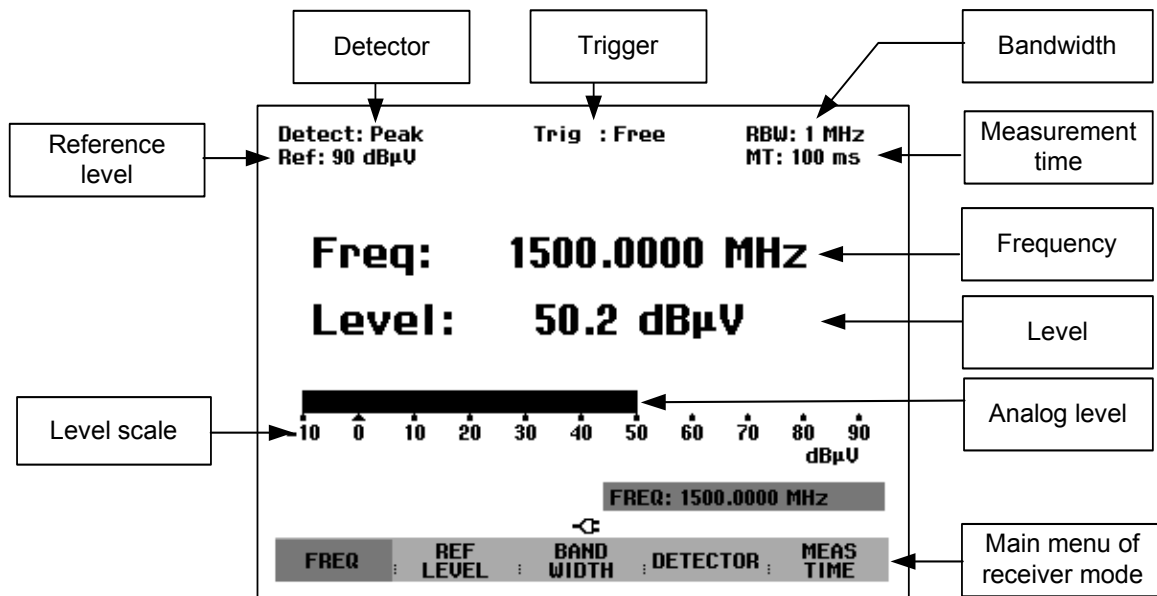 Detector
Trigger
Bandwidth
Reference
level
Detect: Peak
Trig : Free
RBW: 1 MHz
Ref: 90 dBµV
MT: 100 ms
Measurement
time
Freq: 1500.0000 MHz
Frequency
Level: 50.2 dBµV
Level
Analog level
Level scale
-10 0 10 20 30 40 50 60 70 80 90
dBµV
FREQ: 1500.0000 MHz
FREQ
REF
LEVEL
BAND
WIDTH
DETECTOR
MEAS
TIME
Main menu of
receiver mode